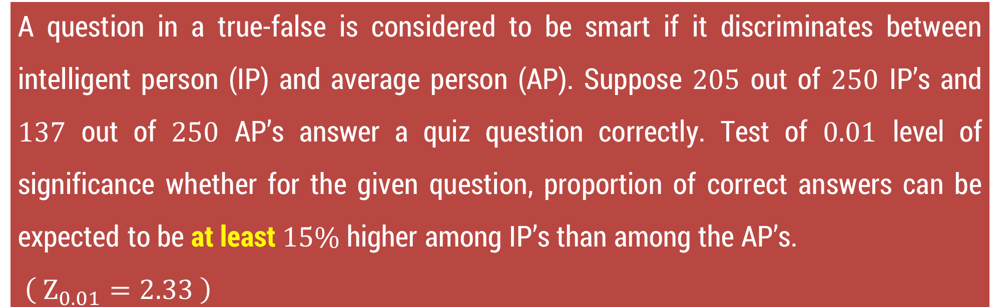 A question in a true-false is considered to be smart if it discriminates between
intelligent person (IP) and average person (AP). Suppose 205 out of 250 IP’s and
137 out of 250 AP’s answer a quiz question correctly. Test of 0.01 level of
significance whether for the given question, proportion of correct answers can be
expected to be at least 15% higher among IP’s than among the AP’s.
( Z₀.₀₁ = 2.33 )